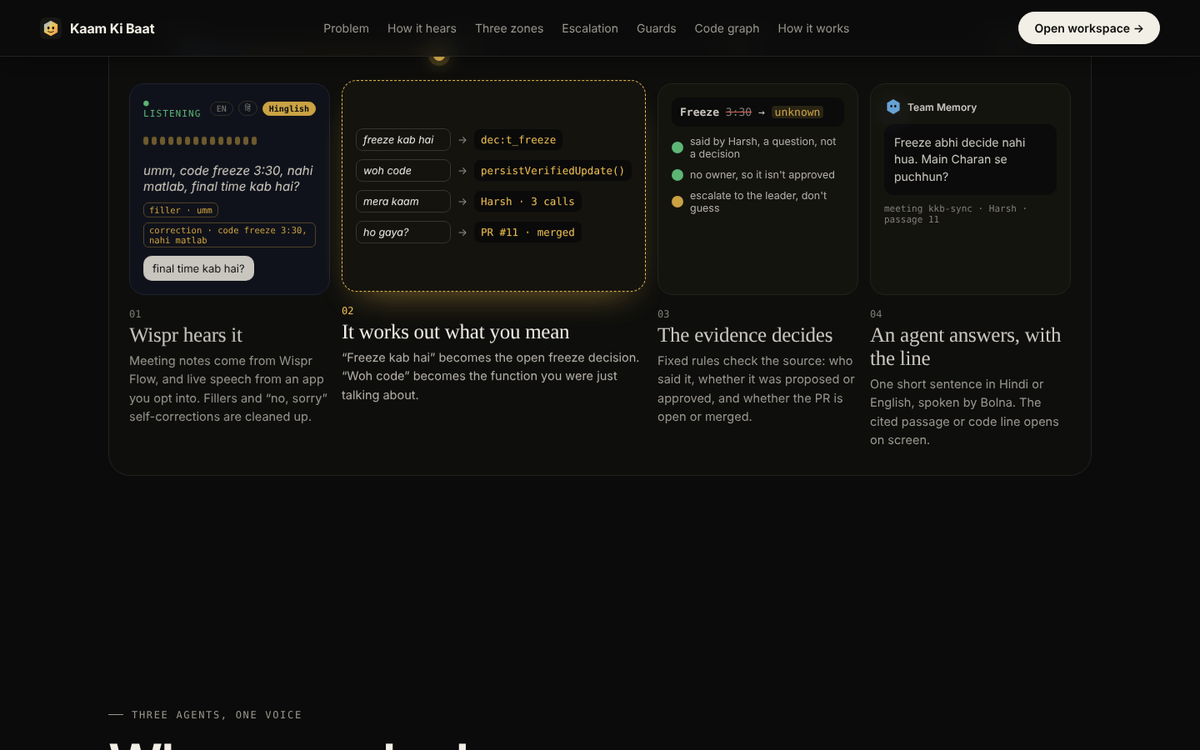 Kaam Ki Baat
Problem
How it hears
Three zones
Escalation
Guards
Code graph
How it works
Open workspace →
LISTENING
EN
हि
Hinglish
umm, code freeze 3:30, nahi
matlab, final time kab hai?
filler · umm
correction · code freeze 3:30,
nahi matlab
final time kab hai?
01
Wispr hears it
Meeting notes come from Wispr
Flow, and live speech from an app
you opt into. Fillers and “no, sorry”
self-corrections are cleaned up.
freeze kab hai → dec:t_freeze
woh code → persistVerifiedUpdate()
mera kaam → Harsh · 3 calls
ho gaya? → PR #11 · merged
02
It works out what you mean
“Freeze kab hai” becomes the open freeze decision.
“Woh code” becomes the function you were just
talking about.
Freeze 3:30 → unknown
said by Harsh, a question, not
a decision
no owner, so it isn't approved
escalate to the leader, don't
guess
03
The evidence decides
Fixed rules check the source: who
said it, whether it was proposed or
approved, and whether the PR is
open or merged.
Team Memory
Freeze abhi decide nahi
hua. Main Charan se
puchhun?
meeting kkb-sync · Harsh ·
passage 11
04
An agent answers, with
the line
One short sentence in Hindi or
English, spoken by Bolna. The
cited passage or code line opens
on screen.
THREE AGENTS, ONE VOICE